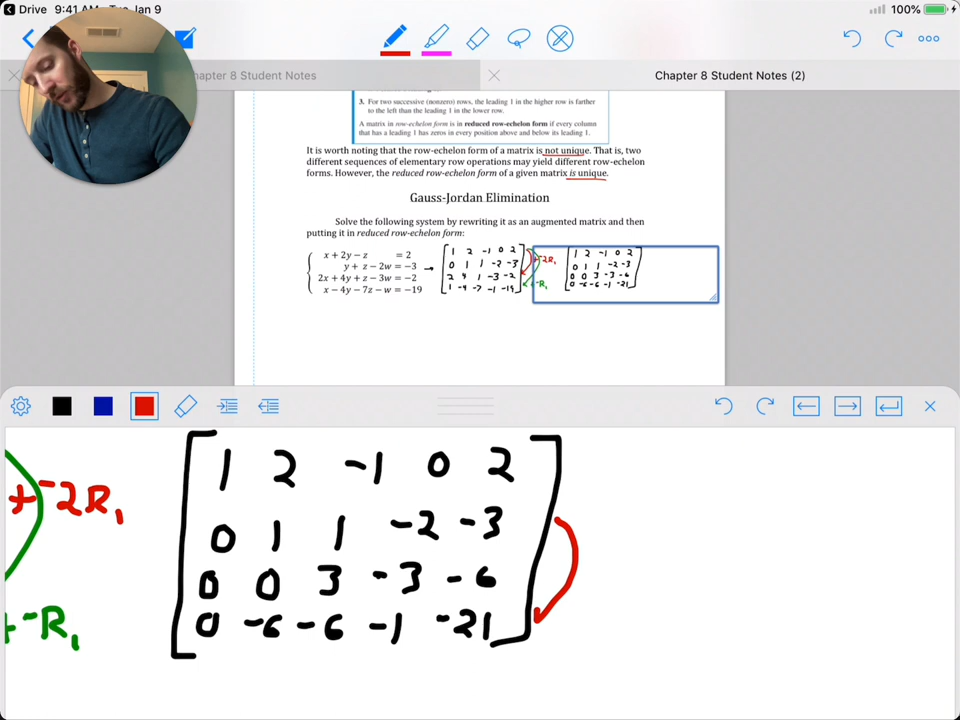 Drive 9:41 AM Tue Jan 9 100%
hapter 8 Student Notes
Chapter 8 Student Notes (2)
3. For two successive (nonzero) rows, the leading 1 in the higher row is farther
to the left than the leading 1 in the lower row.
A matrix in row-echelon form is in reduced row-echelon form if every column
that has a leading 1 has zeros in every position above and below its leading 1.
It is worth noting that the row-echelon form of a matrix is not unique. That is, two
different sequences of elementary row operations may yield different row-echelon
forms. However, the reduced row-echelon form of a given matrix is unique.
Gauss-Jordan Elimination
Solve the following system by rewriting it as an augmented matrix and then
putting it in reduced row-echelon form:
x + 2y − z = 2
y + z − 2w = −3
2x + 4y + z − 3w = −2
x − 4y − 7z − w = −19
→
1 2 -1 0 2
0 1 1 -2 -3
2 4 1 -3 -2
1 -4 -7 -1 -19
+-2R1
+-R1
1 2 -1 0 2
0 1 1 -2 -3
0 0 3 -3 -6
0 -6 -6 -1 -21
+-2R1
+-R1
1 2 -1 0 2
0 1 1 -2 -3
0 0 3 -3 -6
0 -6 -6 -1 -21